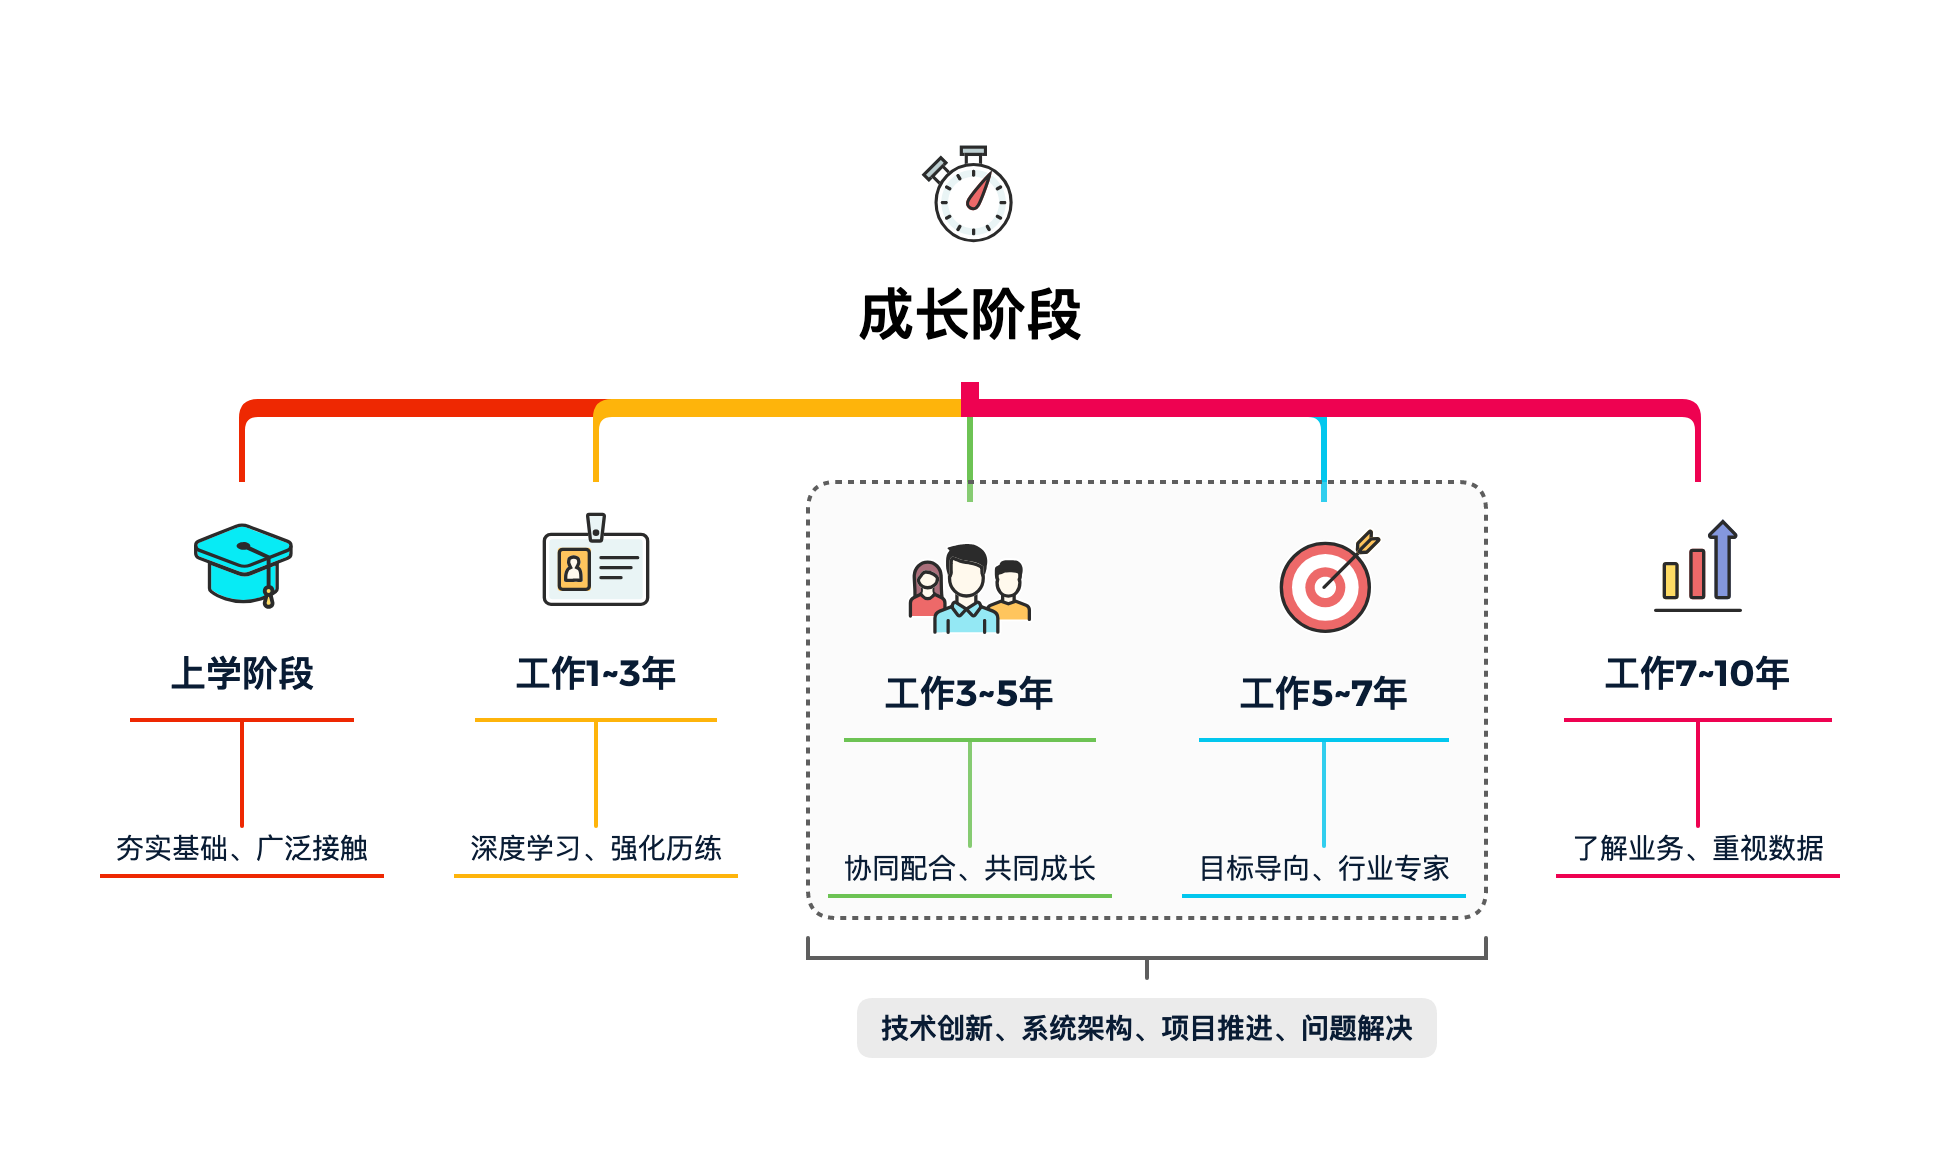 成长阶段
上学阶段
工作1~3年
工作3~5年
工作5~7年
工作7~10年
夯实基础、广泛接触
深度学习、强化历练
协同配合、共同成长
目标导向、行业专家
了解业务、重视数据
技术创新、系统架构、项目推进、问题解决